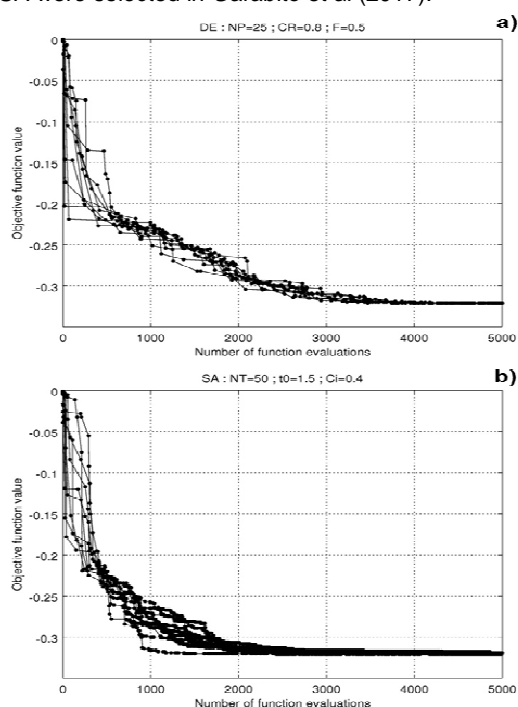 were selected in Garabito et al (2017).
a)
DE : NP=25 ; CR=0.8 ; F=0.5
0
-0.05
-0.1
-0.15
-0.2
-0.25
-0.3
Objective function value
0 1000 2000 3000 4000 5000
Number of function evaluations
b)
SA : NT=50 ; t0=1.5 ; Ci=0.4
0
-0.05
-0.1
-0.15
-0.2
-0.25
-0.3
Objective function value
0 1000 2000 3000 4000 5000
Number of function evaluations